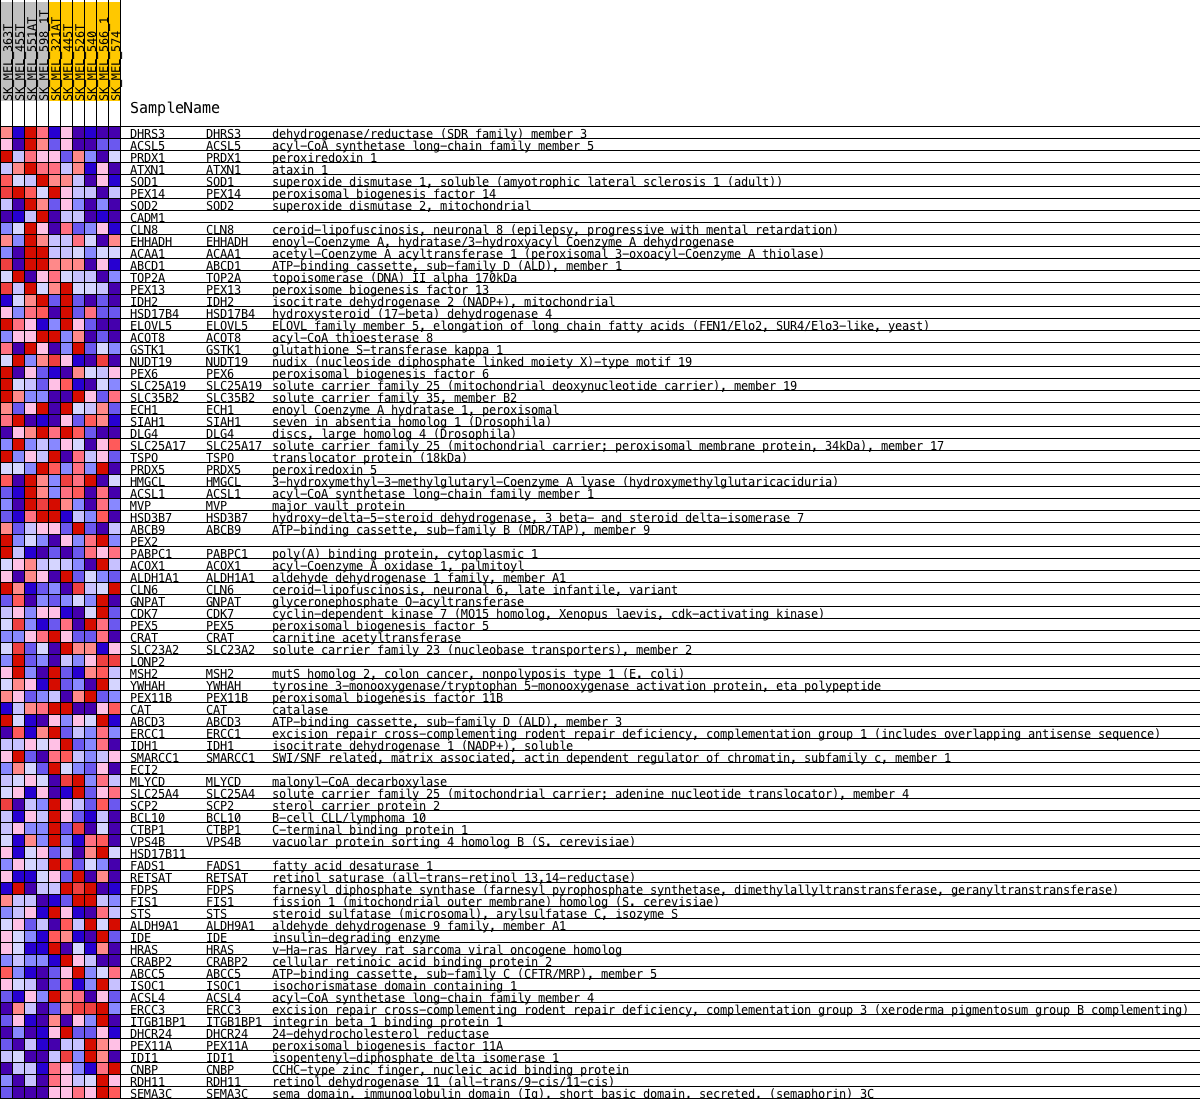 SK_MEL_363T
SK_MEL_455T
SK_MEL_551AT
SK_MEL_598_1T
SK_MEL_321AT
SK_MEL_445T
SK_MEL_526T
SK_MEL_540
SK_MEL_566_1
SK_MEL_574
SampleName
DHRS3 DHRS3 dehydrogenase/reductase (SDR family) member 3
ACSL5 ACSL5 acyl-CoA synthetase long-chain family member 5
PRDX1 PRDX1 peroxiredoxin 1
ATXN1 ATXN1 ataxin 1
SOD1 SOD1 superoxide dismutase 1, soluble (amyotrophic lateral sclerosis 1 (adult))
PEX14 PEX14 peroxisomal biogenesis factor 14
SOD2 SOD2 superoxide dismutase 2, mitochondrial
CADM1
CLN8 CLN8 ceroid-lipofuscinosis, neuronal 8 (epilepsy, progressive with mental retardation)
EHHADH EHHADH enoyl-Coenzyme A, hydratase/3-hydroxyacyl Coenzyme A dehydrogenase
ACAA1 ACAA1 acetyl-Coenzyme A acyltransferase 1 (peroxisomal 3-oxoacyl-Coenzyme A thiolase)
ABCD1 ABCD1 ATP-binding cassette, sub-family D (ALD), member 1
TOP2A TOP2A topoisomerase (DNA) II alpha 170kDa
PEX13 PEX13 peroxisome biogenesis factor 13
IDH2 IDH2 isocitrate dehydrogenase 2 (NADP+), mitochondrial
HSD17B4 HSD17B4 hydroxysteroid (17-beta) dehydrogenase 4
ELOVL5 ELOVL5 ELOVL family member 5, elongation of long chain fatty acids (FEN1/Elo2, SUR4/Elo3-like, yeast)
ACOT8 ACOT8 acyl-CoA thioesterase 8
GSTK1 GSTK1 glutathione S-transferase kappa 1
NUDT19 NUDT19 nudix (nucleoside diphosphate linked moiety X)-type motif 19
PEX6 PEX6 peroxisomal biogenesis factor 6
SLC25A19 SLC25A19 solute carrier family 25 (mitochondrial deoxynucleotide carrier), member 19
SLC35B2 SLC35B2 solute carrier family 35, member B2
ECH1 ECH1 enoyl Coenzyme A hydratase 1, peroxisomal
SIAH1 SIAH1 seven in absentia homolog 1 (Drosophila)
DLG4 DLG4 discs, large homolog 4 (Drosophila)
SLC25A17 SLC25A17 solute carrier family 25 (mitochondrial carrier; peroxisomal membrane protein, 34kDa), member 17
TSPO TSPO translocator protein (18kDa)
PRDX5 PRDX5 peroxiredoxin 5
HMGCL HMGCL 3-hydroxymethyl-3-methylglutaryl-Coenzyme A lyase (hydroxymethylglutaricaciduria)
ACSL1 ACSL1 acyl-CoA synthetase long-chain family member 1
MVP MVP major vault protein
HSD3B7 HSD3B7 hydroxy-delta-5-steroid dehydrogenase, 3 beta- and steroid delta-isomerase 7
ABCB9 ABCB9 ATP-binding cassette, sub-family B (MDR/TAP), member 9
PEX2
PABPC1 PABPC1 poly(A) binding protein, cytoplasmic 1
ACOX1 ACOX1 acyl-Coenzyme A oxidase 1, palmitoyl
ALDH1A1 ALDH1A1 aldehyde dehydrogenase 1 family, member A1
CLN6 CLN6 ceroid-lipofuscinosis, neuronal 6, late infantile, variant
GNPAT GNPAT glyceronephosphate O-acyltransferase
CDK7 CDK7 cyclin-dependent kinase 7 (MO15 homolog, Xenopus laevis, cdk-activating kinase)
PEX5 PEX5 peroxisomal biogenesis factor 5
CRAT CRAT carnitine acetyltransferase
SLC23A2 SLC23A2 solute carrier family 23 (nucleobase transporters), member 2
LONP2
MSH2 MSH2 mutS homolog 2, colon cancer, nonpolyposis type 1 (E. coli)
YWHAH YWHAH tyrosine 3-monooxygenase/tryptophan 5-monooxygenase activation protein, eta polypeptide
PEX11B PEX11B peroxisomal biogenesis factor 11B
CAT CAT catalase
ABCD3 ABCD3 ATP-binding cassette, sub-family D (ALD), member 3
ERCC1 ERCC1 excision repair cross-complementing rodent repair deficiency, complementation group 1 (includes overlapping antisense sequence)
IDH1 IDH1 isocitrate dehydrogenase 1 (NADP+), soluble
SMARCC1 SMARCC1 SWI/SNF related, matrix associated, actin dependent regulator of chromatin, subfamily c, member 1
ECI2
MLYCD MLYCD malonyl-CoA decarboxylase
SLC25A4 SLC25A4 solute carrier family 25 (mitochondrial carrier; adenine nucleotide translocator), member 4
SCP2 SCP2 sterol carrier protein 2
BCL10 BCL10 B-cell CLL/lymphoma 10
CTBP1 CTBP1 C-terminal binding protein 1
VPS4B VPS4B vacuolar protein sorting 4 homolog B (S. cerevisiae)
HSD17B11
FADS1 FADS1 fatty acid desaturase 1
RETSAT RETSAT retinol saturase (all-trans-retinol 13,14-reductase)
FDPS FDPS farnesyl diphosphate synthase (farnesyl pyrophosphate synthetase, dimethylallyltranstransferase, geranyltranstransferase)
FIS1 FIS1 fission 1 (mitochondrial outer membrane) homolog (S. cerevisiae)
STS STS steroid sulfatase (microsomal), arylsulfatase C, isozyme S
ALDH9A1 ALDH9A1 aldehyde dehydrogenase 9 family, member A1
IDE IDE insulin-degrading enzyme
HRAS HRAS v-Ha-ras Harvey rat sarcoma viral oncogene homolog
CRABP2 CRABP2 cellular retinoic acid binding protein 2
ABCC5 ABCC5 ATP-binding cassette, sub-family C (CFTR/MRP), member 5
ISOC1 ISOC1 isochorismatase domain containing 1
ACSL4 ACSL4 acyl-CoA synthetase long-chain family member 4
ERCC3 ERCC3 excision repair cross-complementing rodent repair deficiency, complementation group 3 (xeroderma pigmentosum group B complementing)
ITGB1BP1 ITGB1BP1 integrin beta 1 binding protein 1
DHCR24 DHCR24 24-dehydrocholesterol reductase
PEX11A PEX11A peroxisomal biogenesis factor 11A
IDI1 IDI1 isopentenyl-diphosphate delta isomerase 1
CNBP CNBP CCHC-type zinc finger, nucleic acid binding protein
RDH11 RDH11 retinol dehydrogenase 11 (all-trans/9-cis/11-cis)
SEMA3C SEMA3C sema domain, immunoglobulin domain (Ig), short basic domain, secreted, (semaphorin) 3C